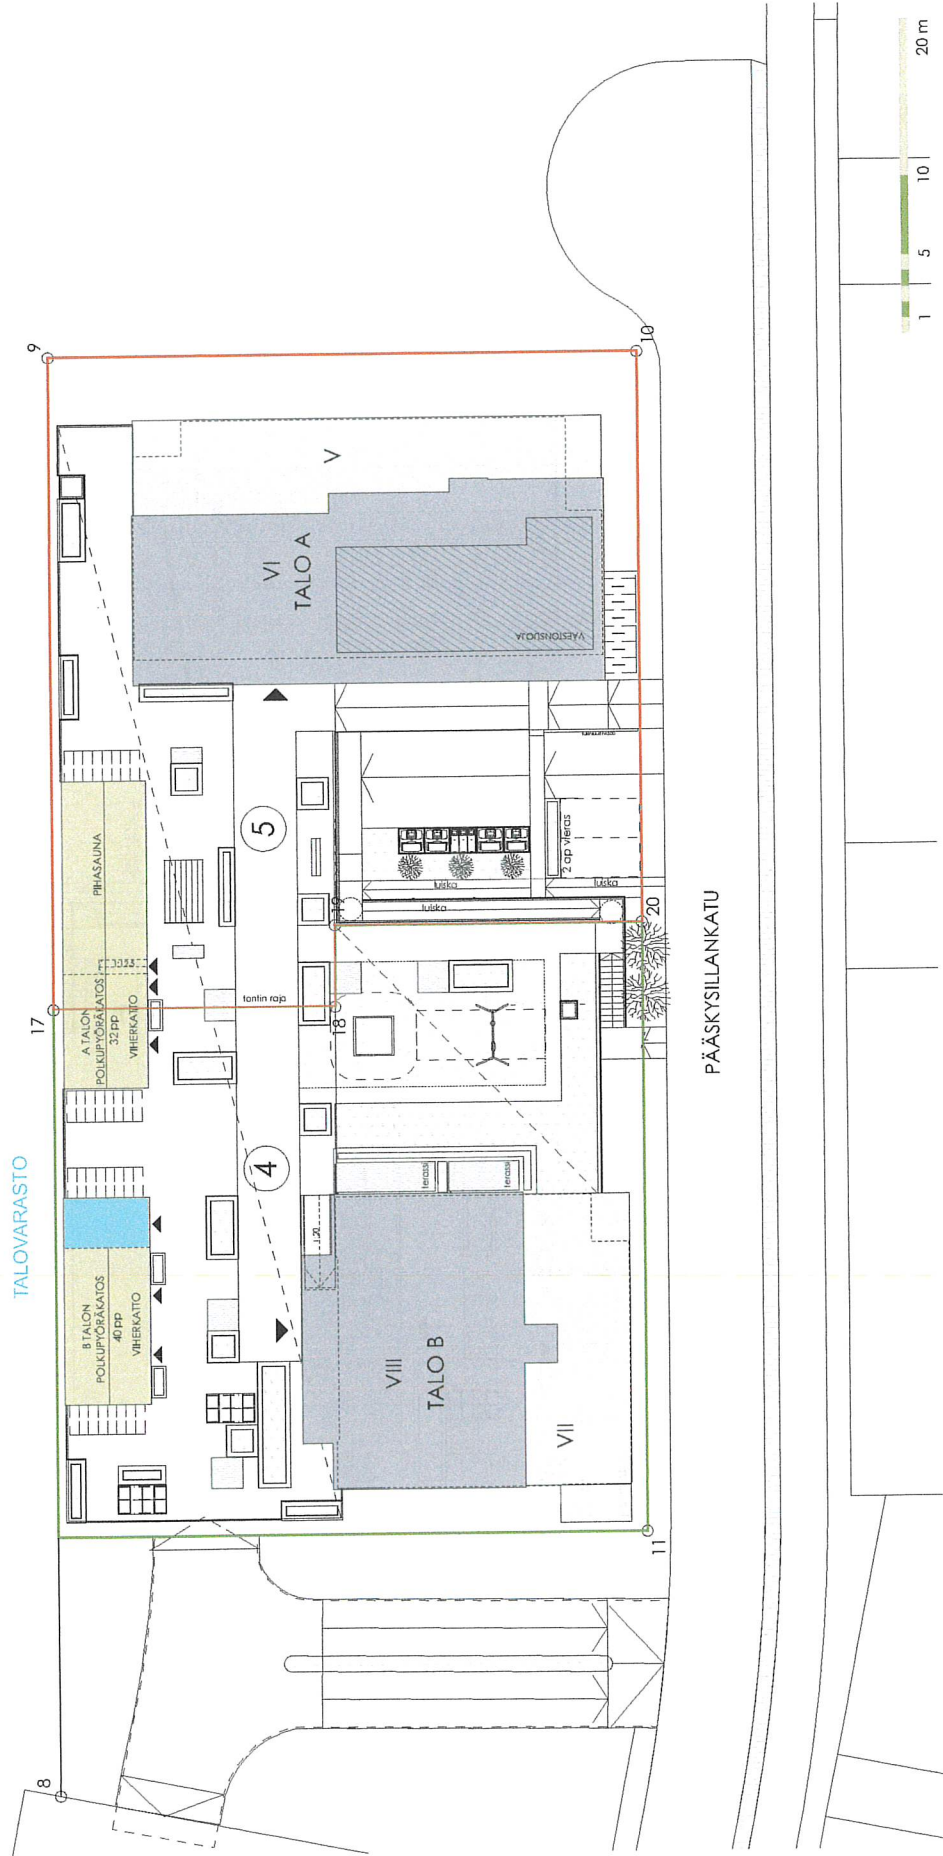 TALOVARASTO
8
17
9
B TALON
POLKUPYÖRÄKATOS
40 pp
VIHERKATTO
A TALON
POLKUPYÖRÄKATOS
32 pp
VIHERKATTO
PIHASAUNA
4
5
tontin raja
18
19
1:20
VIII
TALO B
VII
terassi
terassi
luiska
luiska
luiska
2 ap vieras
VI
TALO A
V
VÄESTÖNSUOJA
11
20
10
PÄÄSKYSILLANKATU
1
5
10
20 m